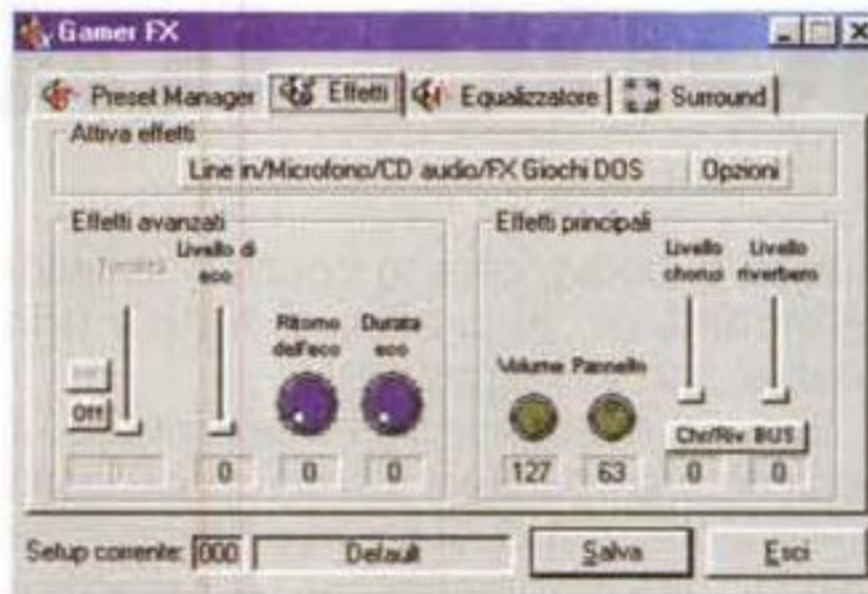 Gamer FX
Preset Manager Effetti Equalizzatore Surround
Attiva effetti
Line in/Microfono/CD audio/FX Giochi DOS Opzioni
Effetti avanzati
Livello di eco
Ritorno dell'eco
Durata eco
Off
0 0 0
Effetti principali
Livello chorus
Livello riverbero
Volume Pannello
Chr/Riv BUS
127 63 0 0
Setup corrente: 000 Default Salva Esci